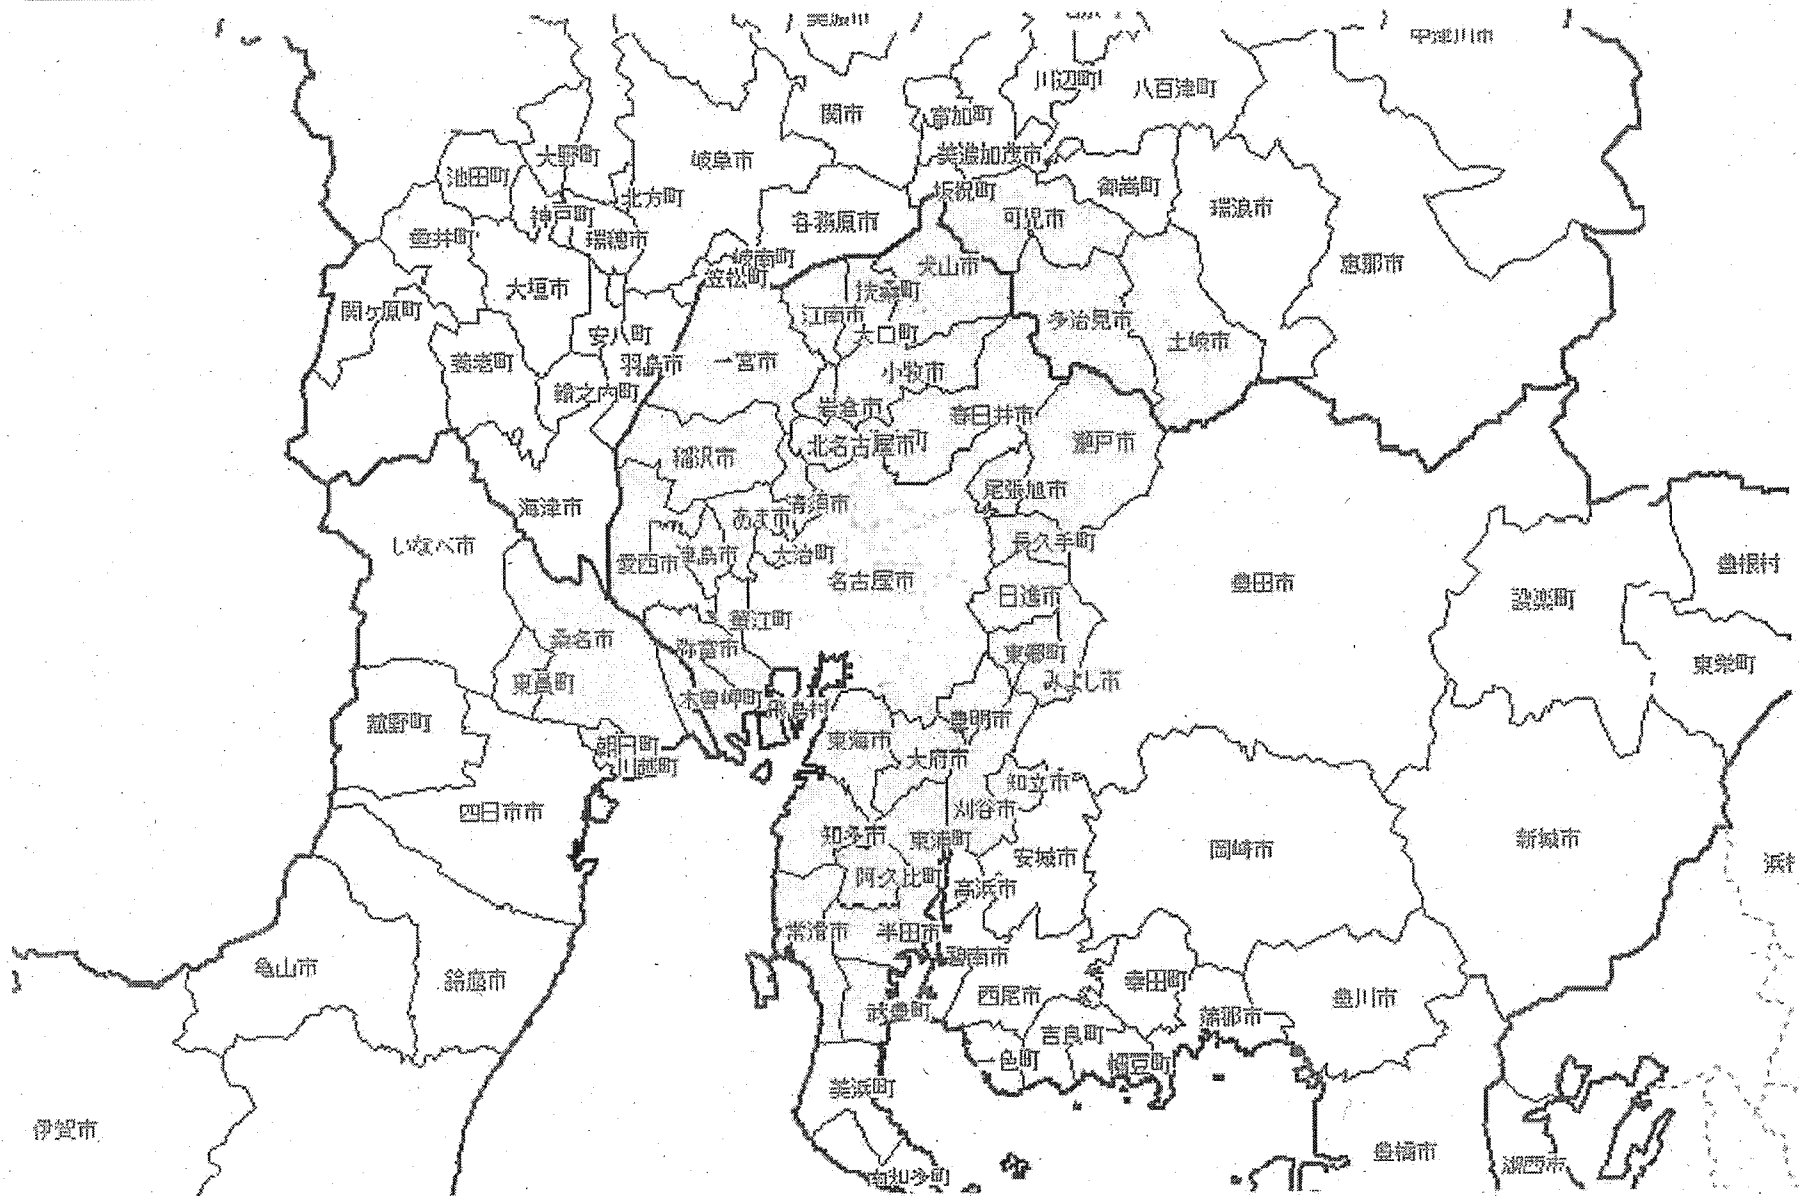 中津川市
川辺町
八百津町
関市
富加町
大野町
岐阜市
美濃加茂市
池田町
御嵩町
北方町
坂祝町
神戸町
各務原市
可児市
瑞浪市
垂井町
瑞穂市
岐南町
犬山市
恵那市
笠松町
大垣市
扶桑町
関ヶ原町
江南市
多治見市
安八町
大口町
土岐市
養老町
羽島市
一宮市
小牧市
輪之内町
岩倉市
春日井市
北名古屋市
瀬戸市
稲沢市
尾張旭市
海津市
清須市
あま市
いなべ市
長久手町
愛西市
津島市
大治町
豊根村
名古屋市
豊田市
日進市
設楽町
蟹江町
桑名市
弥富市
東郷町
東栄町
東員町
みよし市
木曽岬町
飛島村
菰野町
豊明市
朝日町
東海市
大府市
川越町
知立市
四日市市
刈谷市
知多市
東浦町
新城市
岡崎市
安城市
阿久比町
高浜市
常滑市
半田市
碧南市
亀山市
鈴鹿市
幸田町
西尾市
豊川市
武豊町
蒲郡市
吉良町
色町
幡豆町
美浜町
伊賀市
豊橋市
湖西市
南知多町